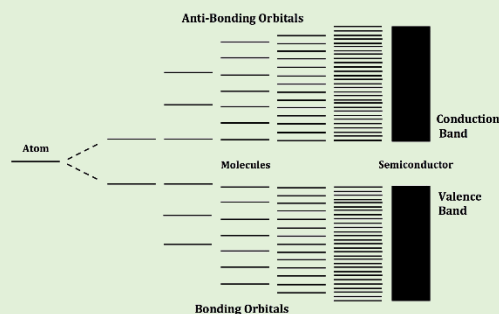 Anti-Bonding Orbitals
Conduction
Band
Atom
Molecules
Semiconductor
Valence
Band
Bonding Orbitals